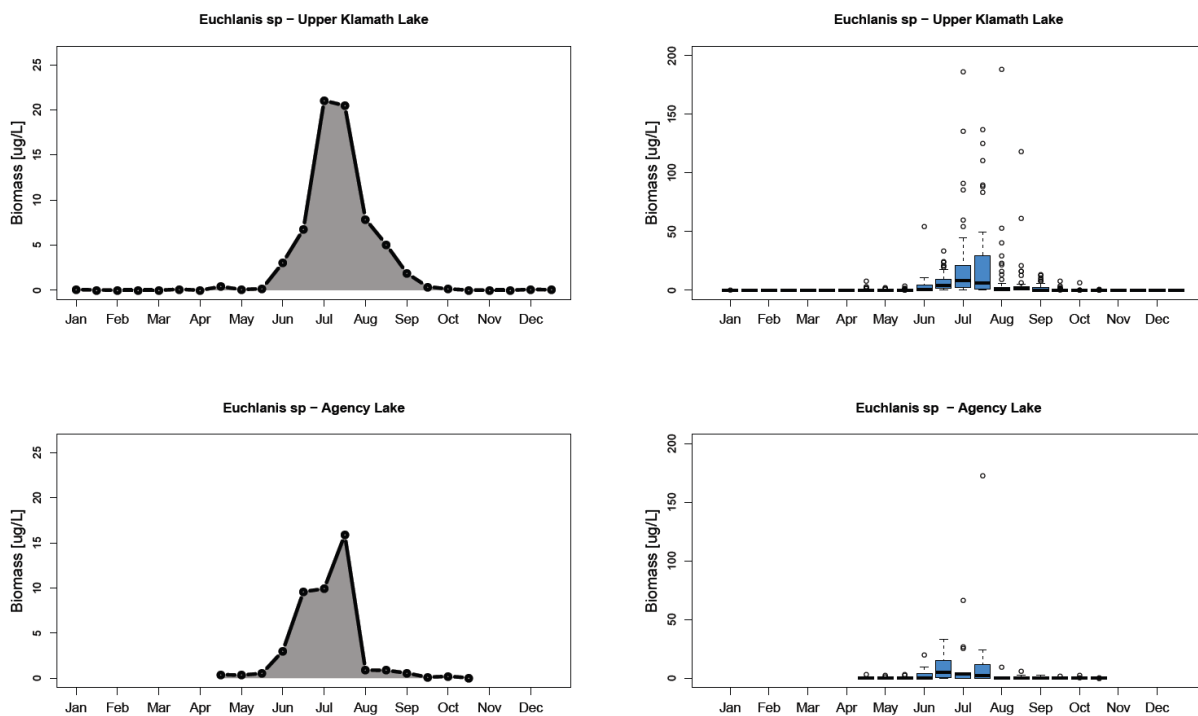 Euchlanis sp − Upper Klamath Lake
Biomass [ug/L]
25
20
15
10
5
0
Jan Feb Mar Apr May Jun Jul Aug Sep Oct Nov Dec
Euchlanis sp − Upper Klamath Lake
Biomass [ug/L]
200
150
100
50
0
Jan Feb Mar Apr May Jun Jul Aug Sep Oct Nov Dec
Euchlanis sp − Agency Lake
Biomass [ug/L]
25
20
15
10
5
0
Jan Feb Mar Apr May Jun Jul Aug Sep Oct Nov Dec
Euchlanis sp − Agency Lake
Biomass [ug/L]
200
150
100
50
0
Jan Feb Mar Apr May Jun Jul Aug Sep Oct Nov Dec